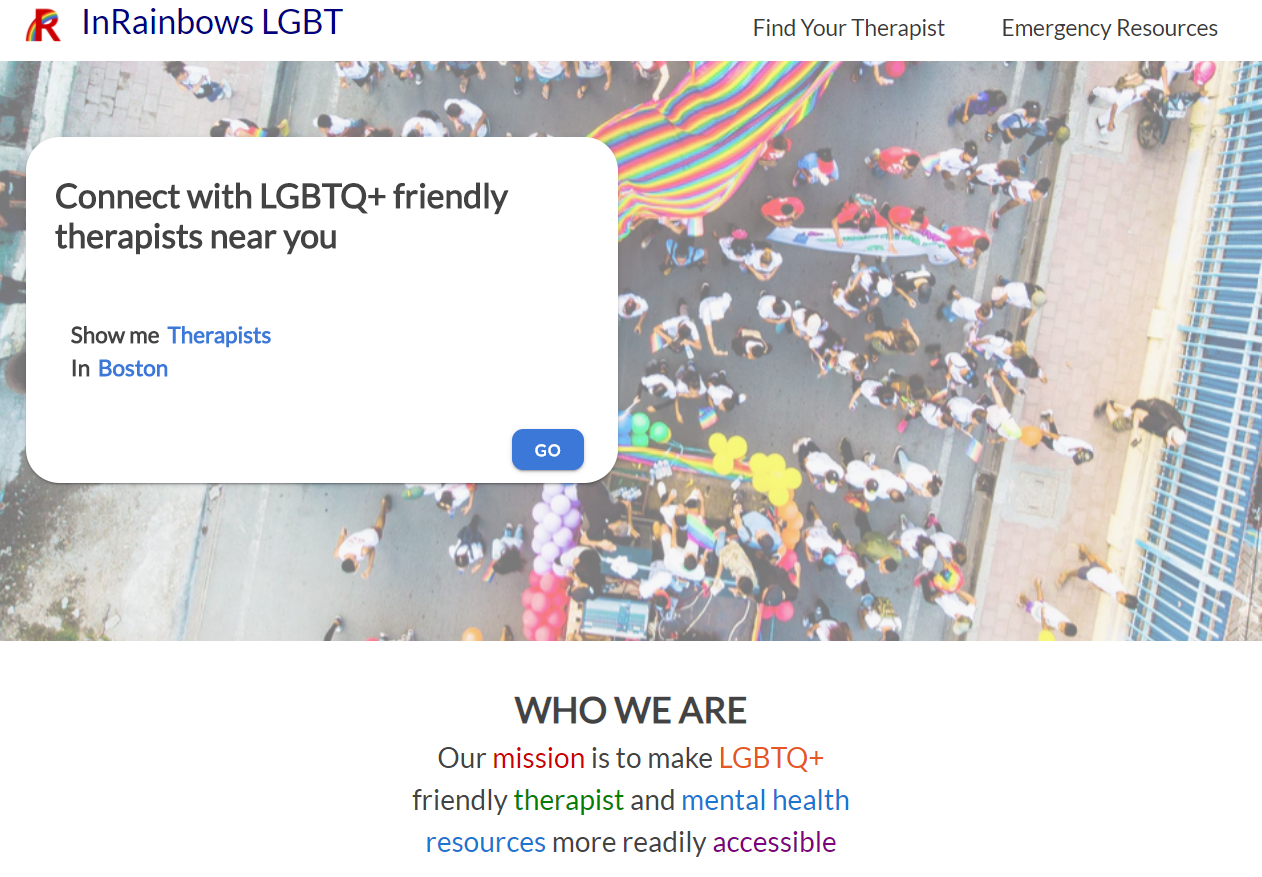 InRainbows LGBT
Find Your Therapist
Emergency Resources
Connect with LGBTQ+ friendly
therapists near you
Show me Therapists
In Boston
GO
WHO WE ARE
Our mission is to make LGBTQ+
friendly therapist and mental health
resources more readily accessible